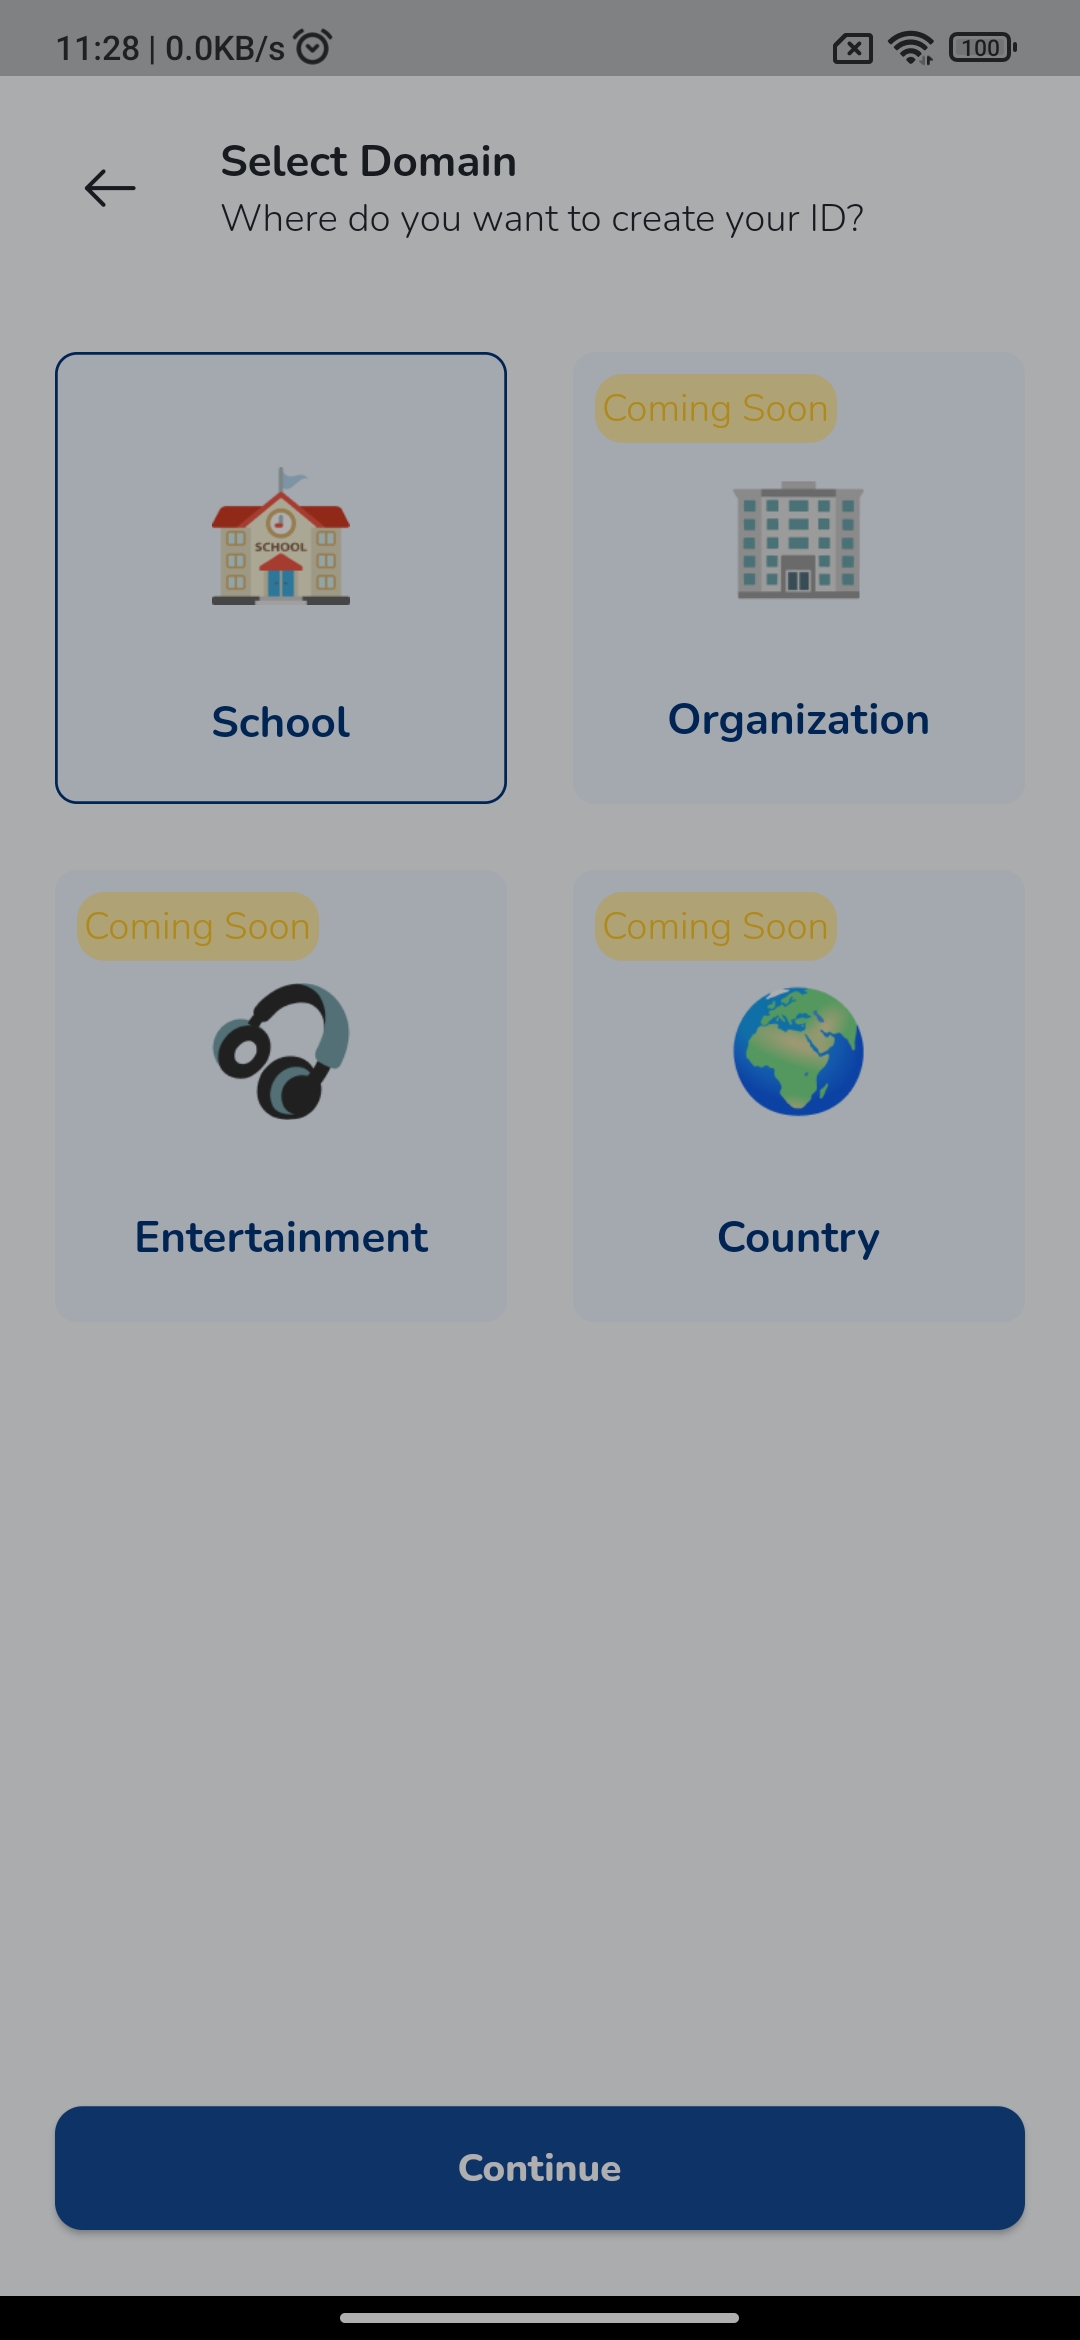 11:28 | 0.0KB/s
100
Select Domain
Where do you want to create your ID?
SCHOOL
School
Coming Soon
Organization
Coming Soon
Entertainment
Coming Soon
Country
Continue